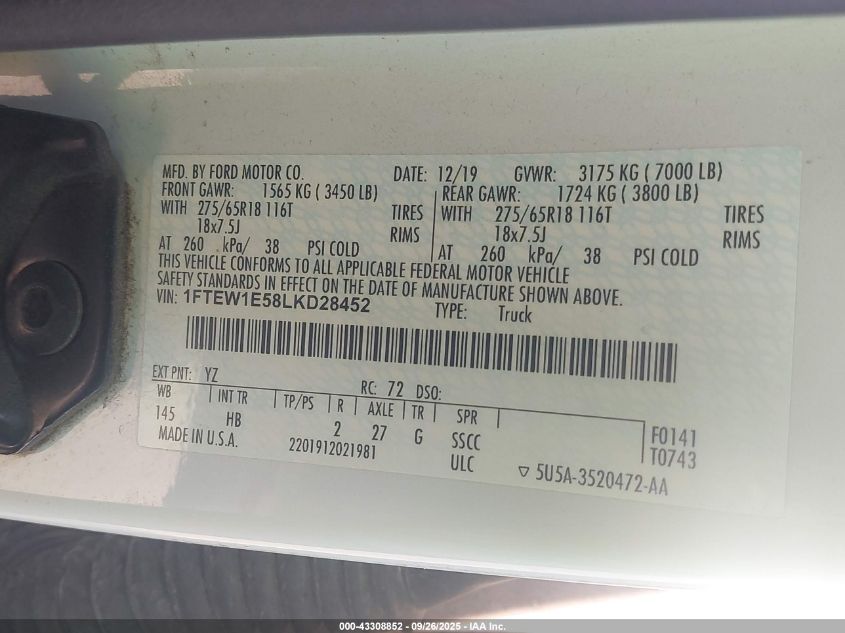 MFD. BY FORD MOTOR CO. DATE: 12/19 GVWR: 3175 KG ( 7000 LB)
FRONT GAWR: 1565 KG ( 3450 LB) REAR GAWR: 1724 KG ( 3800 LB)
WITH 275/65R18 116T TIRES WITH 275/65R18 116T TIRES
18x7.5J RIMS 18x7.5J RIMS
AT 260 kPa/ 38 PSI COLD AT 260 kPa/ 38 PSI COLD
THIS VEHICLE CONFORMS TO ALL APPLICABLE FEDERAL MOTOR VEHICLE
SAFETY STANDARDS IN EFFECT ON THE DATE OF MANUFACTURE SHOWN ABOVE.
VIN: 1FTEW1E58LKD28452 TYPE: Truck
EXT PNT: YZ RC: 72 DSO:
WB INT TR TP/PS R AXLE TR SPR
145 HB 2 27 G SSCC F0141
MADE IN U.S.A. 2201912021981 ULC T0743
▽ 5U5A-3520472-AA
000-43308852 - 09/26/2025 - IAA Inc.